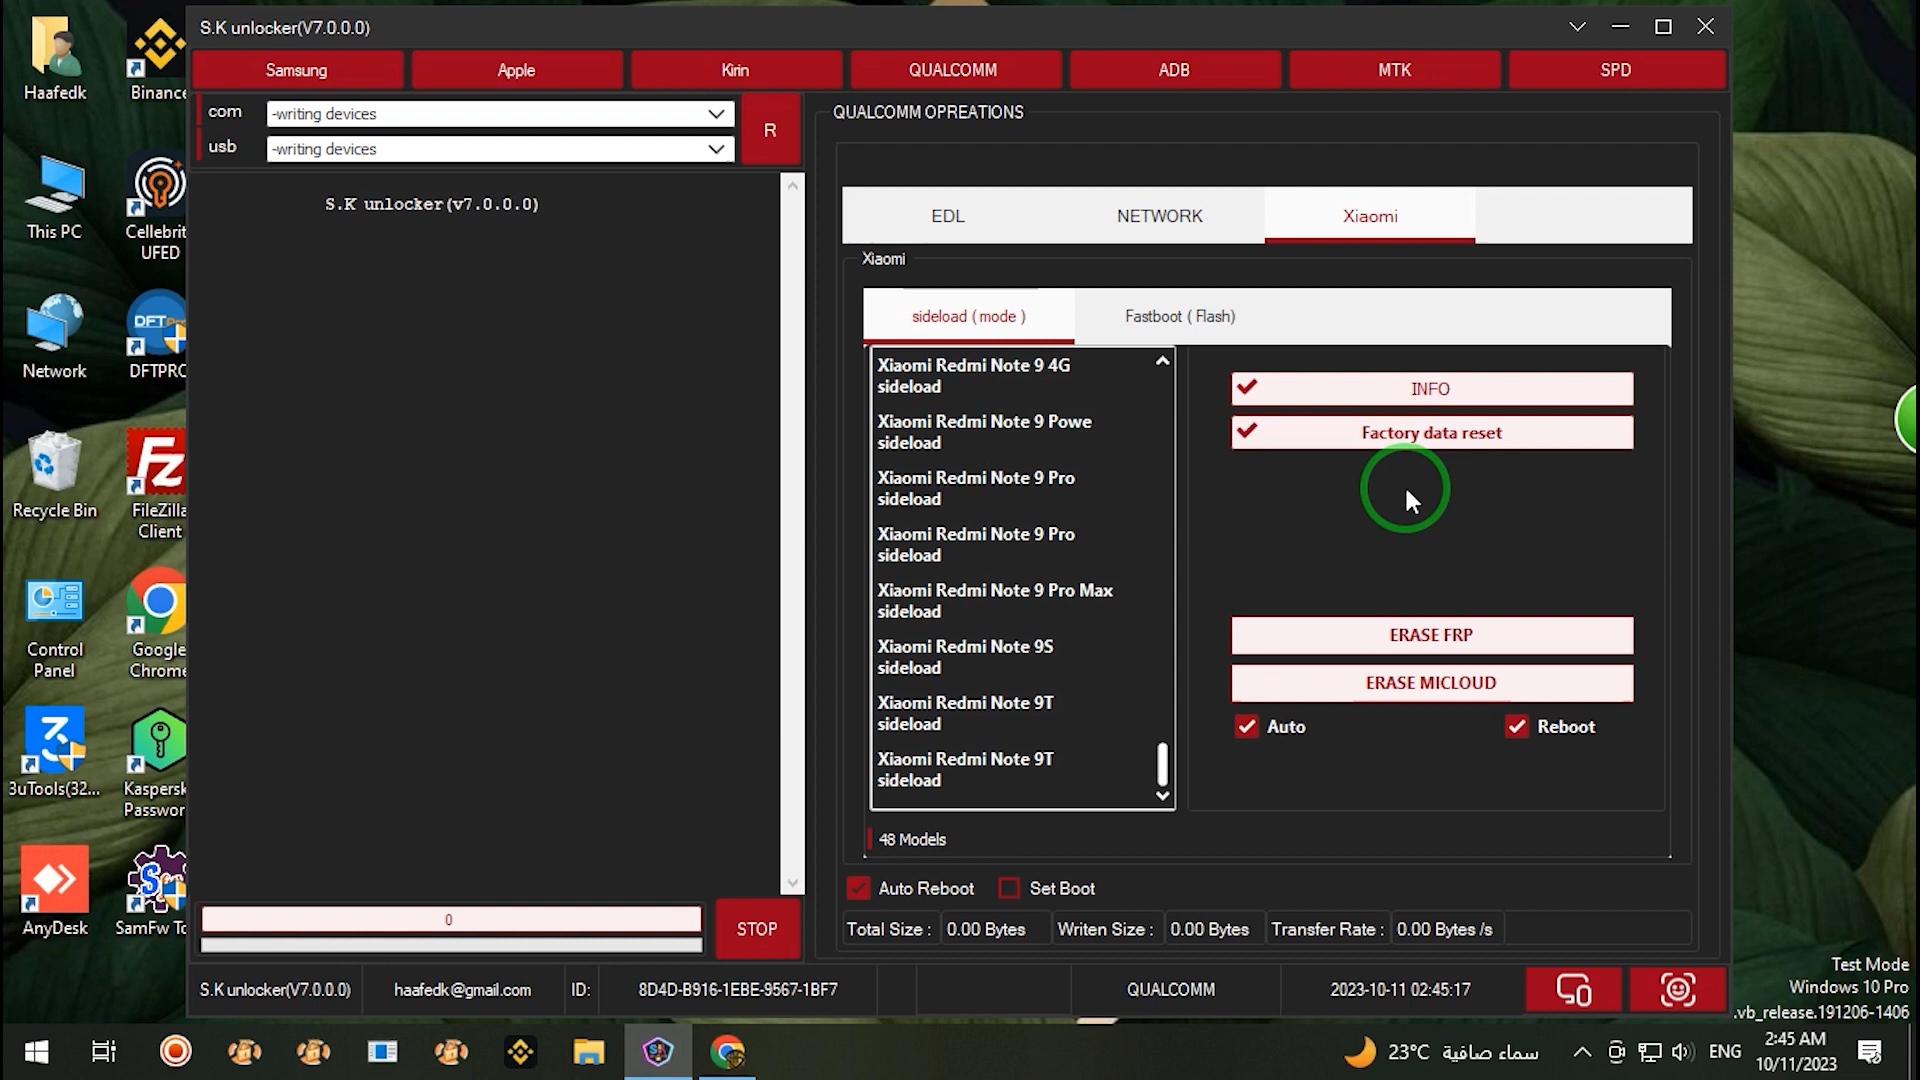 S.K unlocker(V7.0.0.0)
Samsung
Apple
Kirin
QUALCOMM
ADB
MTK
SPD
com
-writing devices
usb
-writing devices
R
S.K unlocker(v7.0.0.0)
QUALCOMM OPREATIONS
EDL
NETWORK
Xiaomi
Xiaomi
sideload ( mode )
Fastboot ( Flash)
Xiaomi Redmi Note 9 4G
sideload
Xiaomi Redmi Note 9 Powe
sideload
Xiaomi Redmi Note 9 Pro
sideload
Xiaomi Redmi Note 9 Pro
sideload
Xiaomi Redmi Note 9 Pro Max
sideload
Xiaomi Redmi Note 9S
sideload
Xiaomi Redmi Note 9T
sideload
Xiaomi Redmi Note 9T
sideload
48 Models
INFO
Factory data reset
ERASE FRP
ERASE MICLOUD
Auto
Reboot
Auto Reboot
Set Boot
Total Size :
0.00 Bytes
Writen Size :
0.00 Bytes
Transfer Rate :
0.00 Bytes /s
0
STOP
S.K unlocker(V7.0.0.0)
haafedk@gmail.com
ID:
8D4D-B916-1EBE-9567-1BF7
QUALCOMM
2023-10-11 02:45:17
Haafedk
Binance
This PC
Cellebrit
UFED
Network
DFT
DFTPRO
Recycle Bin
Fz
FileZilla
Client
Control
Panel
Google
Chrome
3uTools(32...
Kaspersk
Passwor
AnyDesk
SamFw To
Test Mode
Windows 10 Pro
.vb_release.191206-1406
23°C
سماء صافية
ENG
2:45 AM
10/11/2023